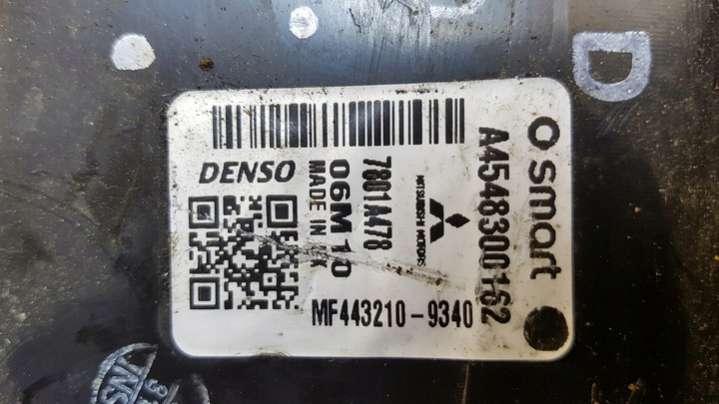 D
smart
A4548300162
MITSUBISHI MOTORS
7801A478
06M 10
MADE IN
DENSO
MF443210-9340